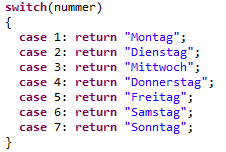 switch(nummer)
{
  case 1: return "Montag";
  case 2: return "Dienstag";
  case 3: return "Mittwoch";
  case 4: return "Donnerstag";
  case 5: return "Freitag";
  case 6: return "Samstag";
  case 7: return "Sonntag";
}